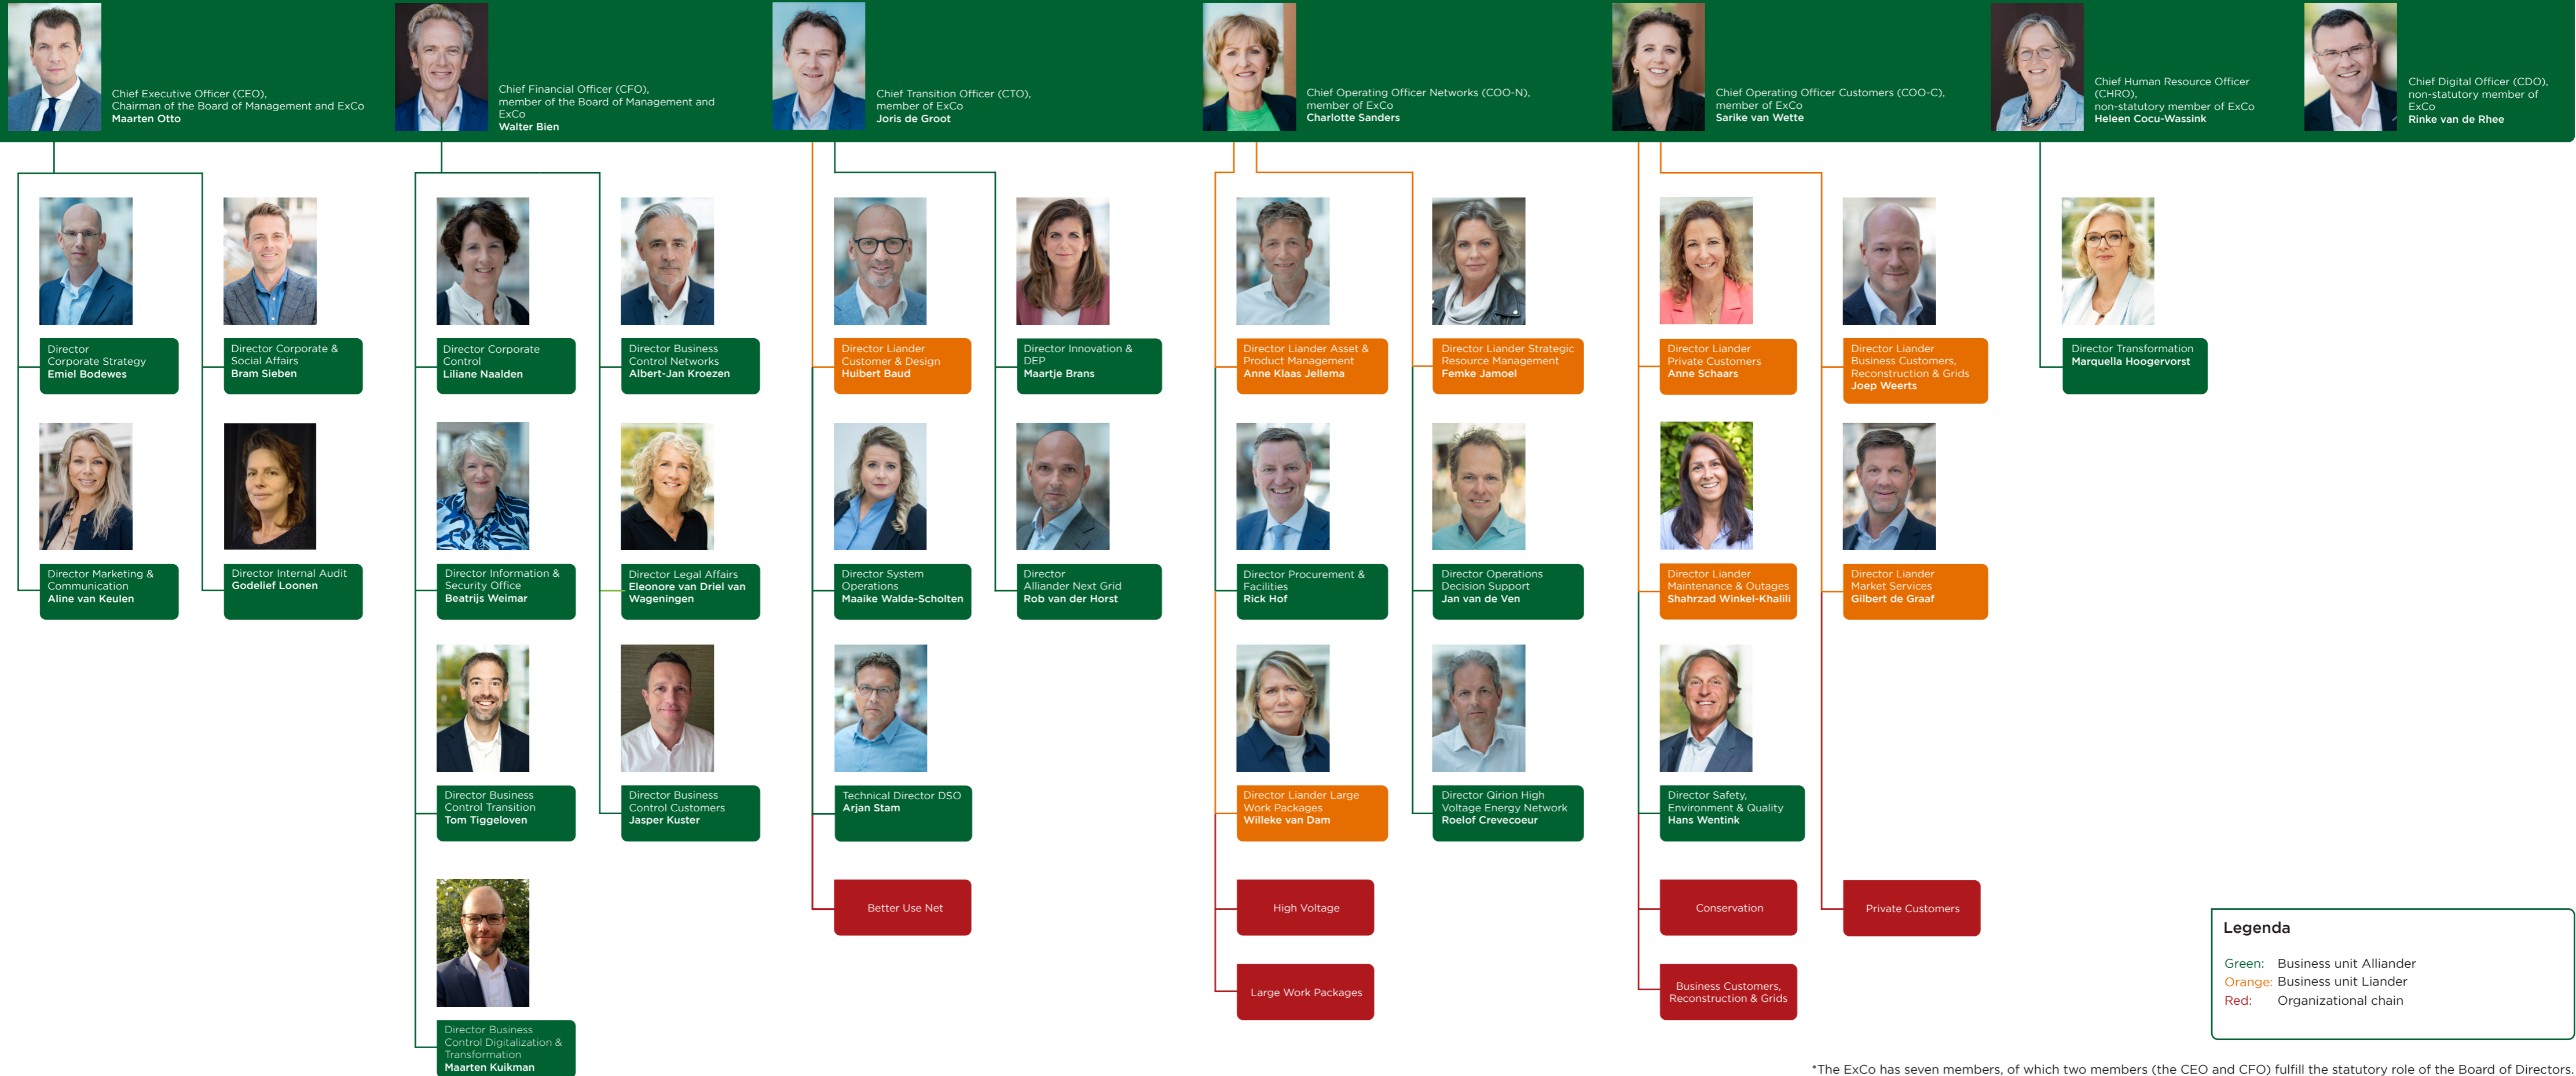 Chief Executive Officer (CEO),
Chairman of the Board of Management and ExCo
Maarten Otto
Chief Financial Officer (CFO),
member of the Board of Management and
ExCo
Walter Bien
Chief Transition Officer (CTO),
member of ExCo
Joris de Groot
Chief Operating Officer Networks (COO-N),
member of ExCo
Charlotte Sanders
Chief Operating Officer Customers (COO-C),
member of ExCo
Sarike van Wette
Chief Human Resource Officer
(CHRO),
non-statutory member of ExCo
Heleen Cocu-Wassink
Chief Digital Officer (CDO),
non-statutory member of
ExCo
Rinke van de Rhee
Director
Corporate Strategy
Emiel Bodewes
Director Corporate &
Social Affairs
Bram Sieben
Director Corporate
Control
Liliane Naalden
Director Business
Control Networks
Albert-Jan Kroezen
Director Liander
Customer & Design
Huibert Baud
Director Innovation &
DEP
Maartje Brans
Director Liander Asset &
Product Management
Anne Klaas Jellema
Director Liander Strategic
Resource Management
Femke Jamoel
Director Liander
Private Customers
Anne Schaars
Director Liander
Business Customers,
Reconstruction & Grids
Joep Weerts
Director Transformation
Marquella Hoogervorst
Director Marketing &
Communication
Aline van Keulen
Director Internal Audit
Godelief Loonen
Director Information &
Security Office
Beatrijs Weimar
Director Legal Affairs
Eleonore van Driel van
Wageningen
Director System
Operations
Maaike Walda-Scholten
Director
Alliander Next Grid
Rob van der Horst
Director Procurement &
Facilities
Rick Hof
Director Operations
Decision Support
Jan van de Ven
Director Liander
Maintenance & Outages
Shahrzad Winkel-Khalili
Director Liander
Market Services
Gilbert de Graaf
Director Business
Control Transition
Tom Tiggeloven
Director Business
Control Customers
Jasper Kuster
Technical Director DSO
Arjan Stam
Director Liander Large
Work Packages
Willeke van Dam
Director Qirion High
Voltage Energy Network
Roelof Crevecoeur
Director Safety,
Environment & Quality
Hans Wentink
Better Use Net
High Voltage
Conservation
Private Customers
Large Work Packages
Business Customers,
Reconstruction & Grids
Director Business
Control Digitalization &
Transformation
Maarten Kuikman
Legenda
Green: Business unit Alliander
Orange: Business unit Liander
Red: Organizational chain
*The ExCo has seven members, of which two members (the CEO and CFO) fulfill the statutory role of the Board of Directors.